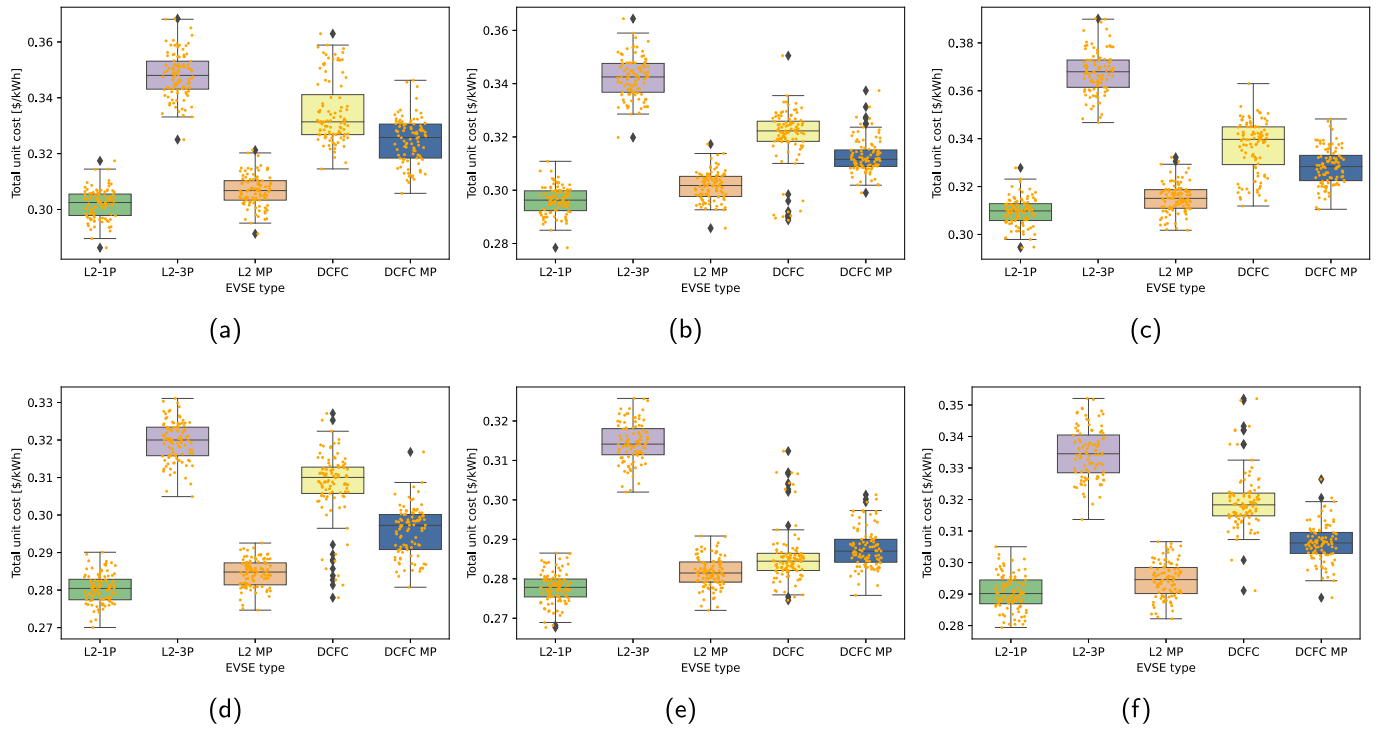 Total unit cost [$/kWh]
0.36
0.34
0.32
0.30
L2-1P L2-3P L2 MP DCFC DCFC MP
EVSE type
(a)
Total unit cost [$/kWh]
0.36
0.34
0.32
0.30
0.28
L2-1P L2-3P L2 MP DCFC DCFC MP
EVSE type
(b)
Total unit cost [$/kWh]
0.38
0.36
0.34
0.32
0.30
L2-1P L2-3P L2 MP DCFC DCFC MP
EVSE type
(c)
Total unit cost [$/kWh]
0.33
0.32
0.31
0.30
0.29
0.28
0.27
L2-1P L2-3P L2 MP DCFC DCFC MP
EVSE type
(d)
Total unit cost [$/kWh]
0.32
0.31
0.30
0.29
0.28
0.27
L2-1P L2-3P L2 MP DCFC DCFC MP
EVSE type
(e)
Total unit cost [$/kWh]
0.35
0.34
0.33
0.32
0.31
0.30
0.29
0.28
L2-1P L2-3P L2 MP DCFC DCFC MP
EVSE type
(f)